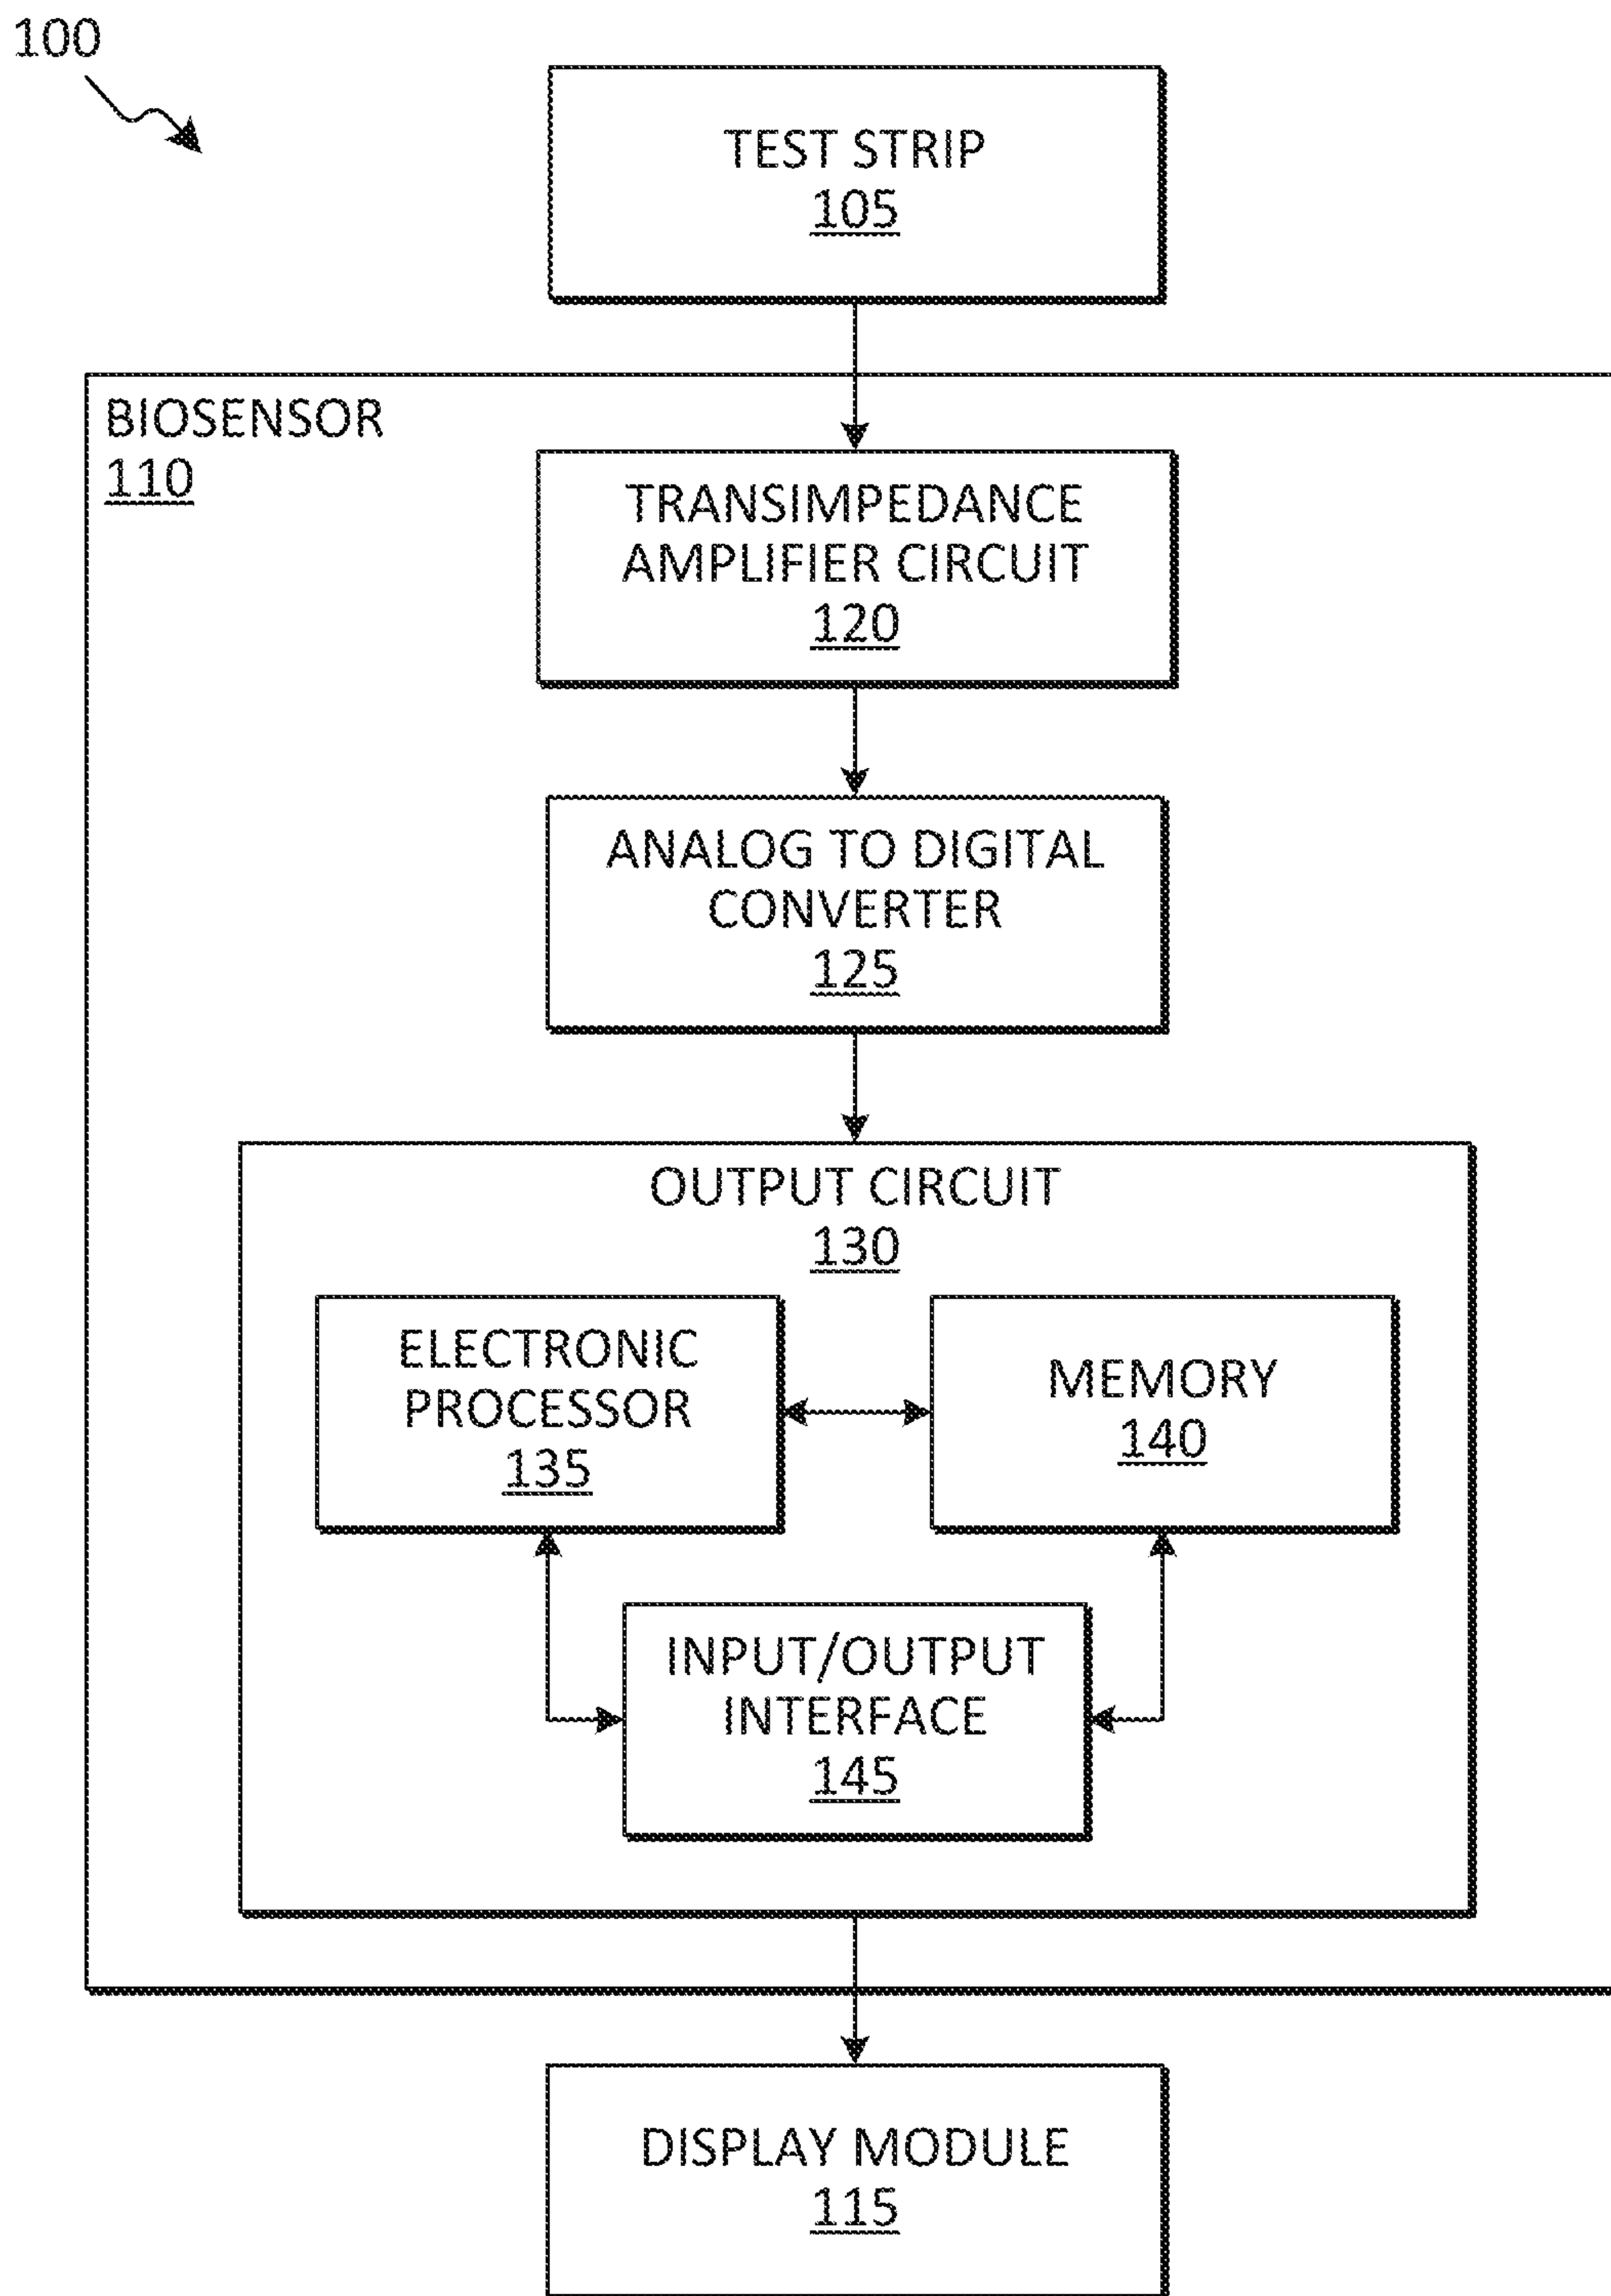 100
TEST STRIP
105
BIOSENSOR
110
TRANSIMPEDANCE
AMPLIFIER CIRCUIT
120
ANALOG TO DIGITAL
CONVERTER
125
OUTPUT CIRCUIT
130
ELECTRONIC
PROCESSOR
135
MEMORY
140
INPUT/OUTPUT
INTERFACE
145
DISPLAY MODULE
115